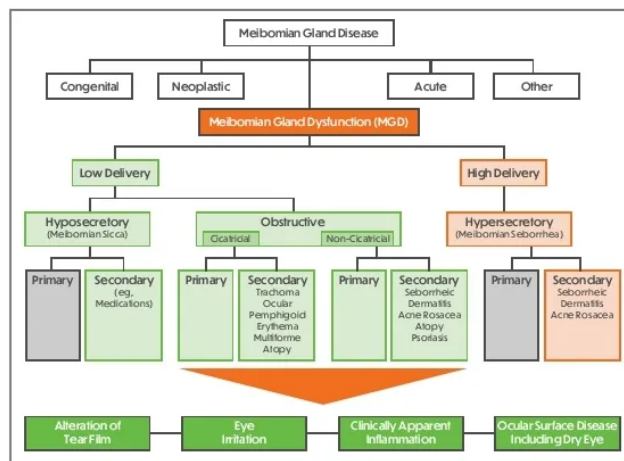 Meibomian Gland Disease
Congenital
Neoplastic
Acute
Other
Meibomian Gland Dysfunction (MGD)
Low Delivery
High Delivery
Hyposecretory
(Meibomian Sicca)
Obstructive
Cicatricial
Non-Cicatricial
Hypersecretory
(Meibomian Seborrhea)
Primary
Secondary
(eg,
Medications)
Primary
Secondary
Trachoma
Ocular
Pemphigoid
Erythema
Multiforme
Atopy
Primary
Secondary
Seborrheic
Dermatitis
Acne Rosacea
Atopy
Psoriasis
Primary
Secondary
Seborrheic
Dermatitis
Acne Rosacea
Alteration of
Tear Film
Eye
Irritation
Clinically Apparent
Inflammation
Ocular Surface Disease
Including Dry Eye